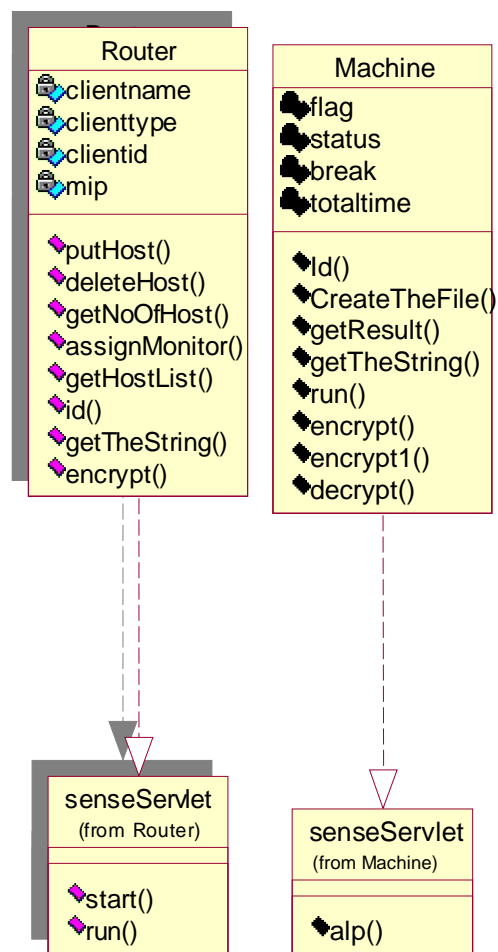 Router
clientname
clienttype
clientid
mip
putHost()
deleteHost()
getNoOfHost()
assignMonitor()
getHostList()
id()
getTheString()
encrypt()
Machine
flag
status
break
totaltime
Id()
CreateTheFile()
getResult()
getTheString()
run()
encrypt()
encrypt1()
decrypt()
senseServlet
(from Router)
start()
run()
senseServlet
(from Machine)
alp()